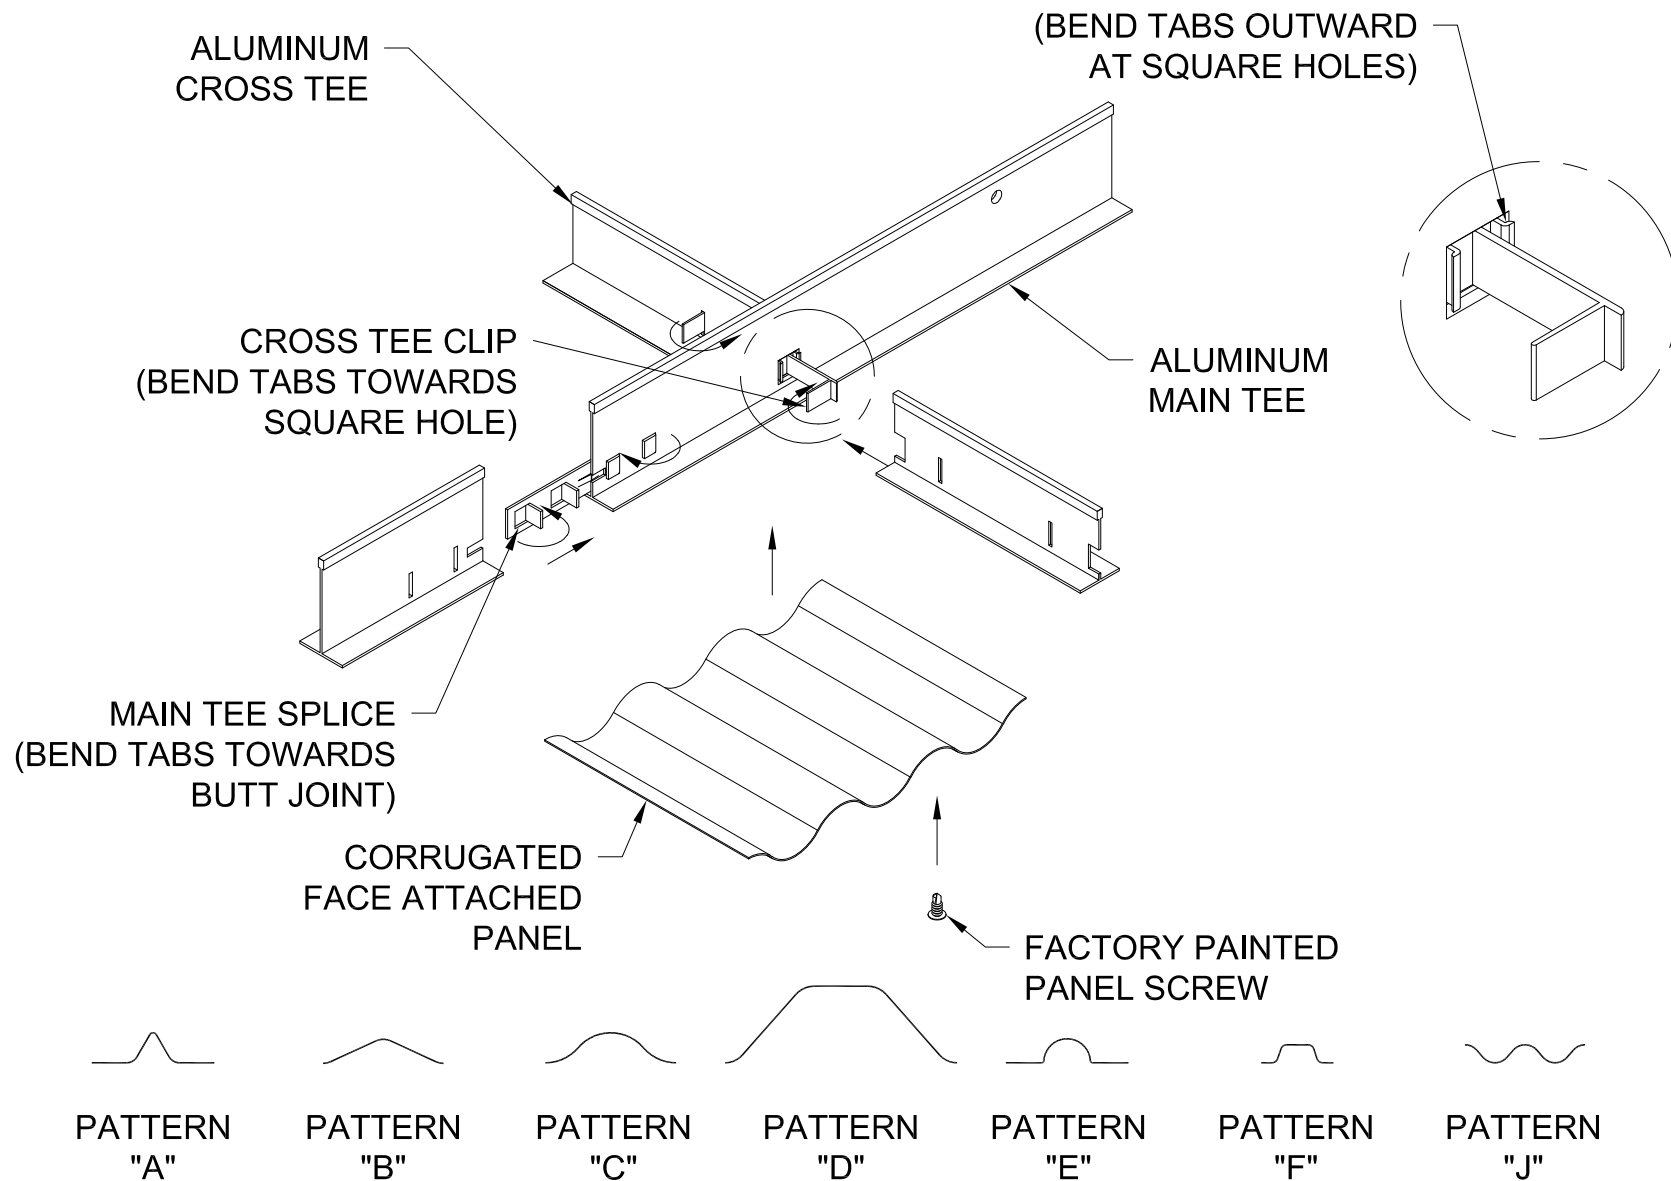 ALUMINUM
CROSS TEE
(BEND TABS OUTWARD
AT SQUARE HOLES)
CROSS TEE CLIP
(BEND TABS TOWARDS
SQUARE HOLE)
ALUMINUM
MAIN TEE
MAIN TEE SPLICE
(BEND TABS TOWARDS
BUTT JOINT)
CORRUGATED
FACE ATTACHED
PANEL
FACTORY PAINTED
PANEL SCREW
PATTERN
"A"
PATTERN
"B"
PATTERN
"C"
PATTERN
"D"
PATTERN
"E"
PATTERN
"F"
PATTERN
"J"